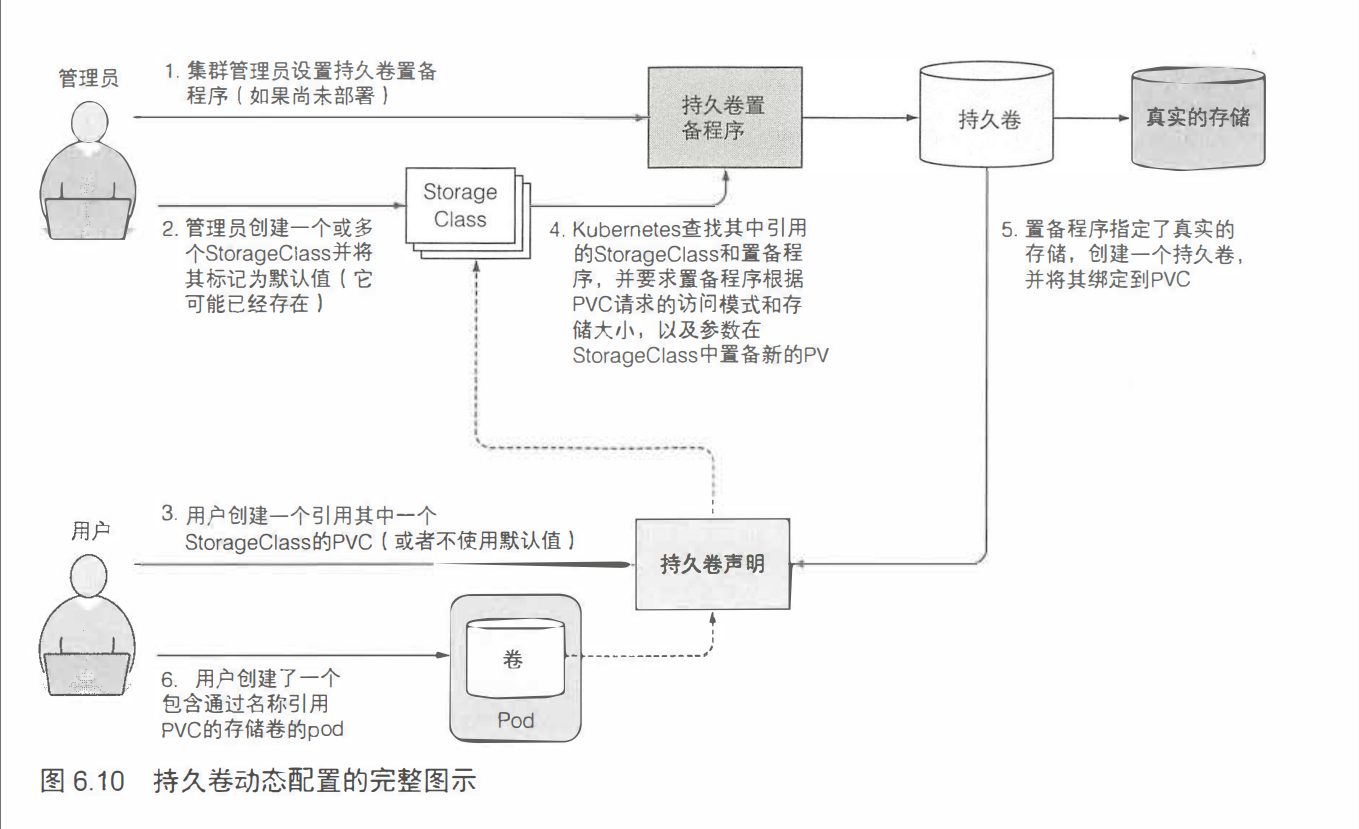 管理员
1. 集群管理员设置持久卷置备
程序（如果尚未部署）
持久卷置
备程序
持久卷
真实的存储
Storage
Class
2. 管理员创建一个或多
个StorageClass并将
其标记为默认值（它
可能已经存在）
4. Kubernetes查找其中引用
的StorageClass和置备程
序，并要求置备程序根据
PVC请求的访问模式和存
储大小，以及参数在
StorageClass中置备新的PV
5. 置备程序指定了真实的
存储，创建一个持久卷，
并将其绑定到PVC
用户
3. 用户创建一个引用其中一个
StorageClass的PVC（或者不使用默认值）
持久卷声明
卷
Pod
6. 用户创建了一个
包含通过名称引用
PVC的存储卷的pod
图 6.10 持久卷动态配置的完整图示